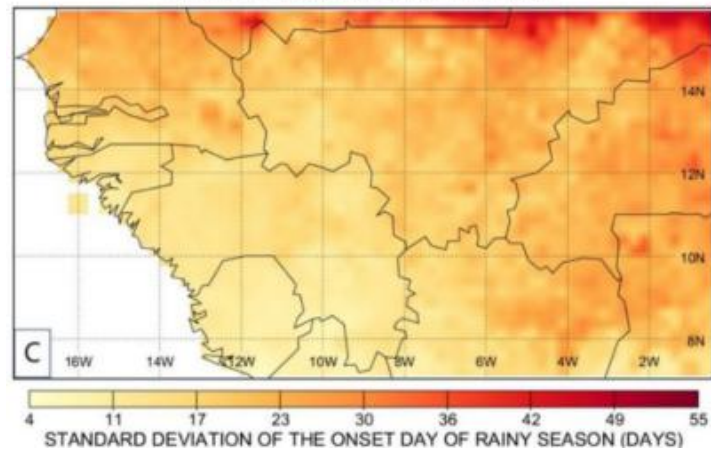 14N
12N
10N
8N
C
16W 14W 12W 10W 8W 6W 4W 2W
4 11 17 23 30 36 42 49 55
STANDARD DEVIATION OF THE ONSET DAY OF RAINY SEASON (DAYS)